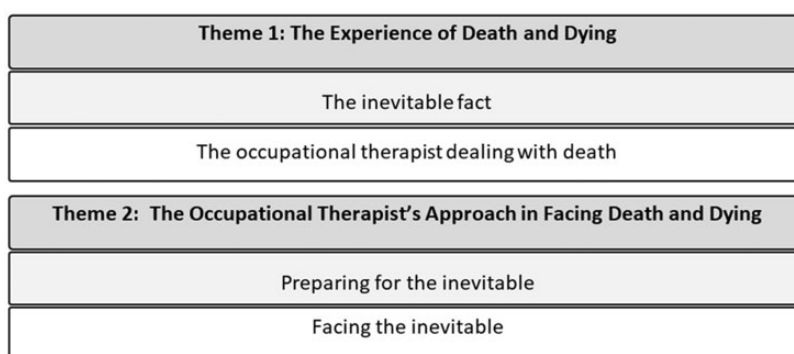 Theme 1: The Experience of Death and Dying
The inevitable fact
The occupational therapist dealing with death
Theme 2: The Occupational Therapist's Approach in Facing Death and Dying
Preparing for the inevitable
Facing the inevitable